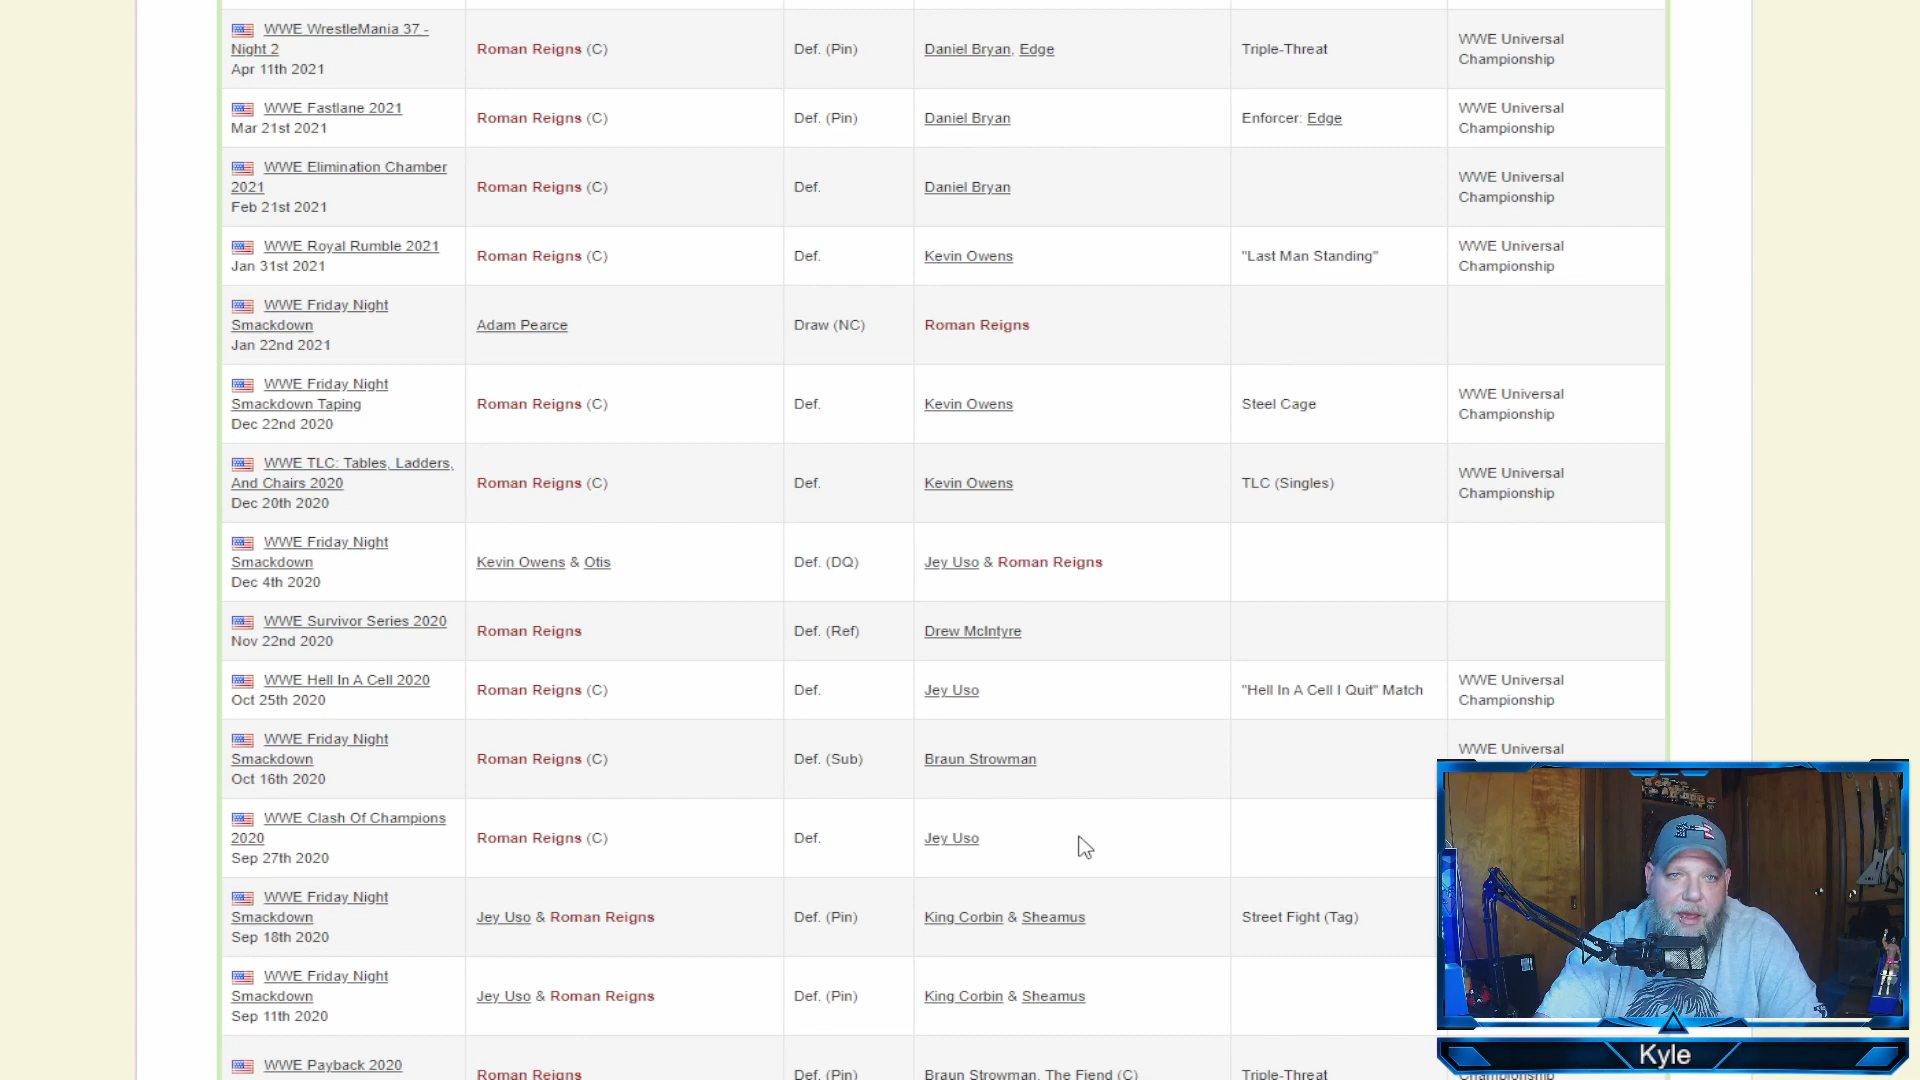 WWE WrestleMania 37 -
Night 2
Apr 11th 2021
Roman Reigns (C)
Def. (Pin)
Daniel Bryan, Edge
Triple-Threat
WWE Universal
Championship
WWE Fastlane 2021
Mar 21st 2021
Roman Reigns (C)
Def. (Pin)
Daniel Bryan
Enforcer: Edge
WWE Universal
Championship
WWE Elimination Chamber
2021
Feb 21st 2021
Roman Reigns (C)
Def.
Daniel Bryan
WWE Universal
Championship
WWE Royal Rumble 2021
Jan 31st 2021
Roman Reigns (C)
Def.
Kevin Owens
"Last Man Standing"
WWE Universal
Championship
WWE Friday Night
Smackdown
Jan 22nd 2021
Adam Pearce
Draw (NC)
Roman Reigns
WWE Friday Night
Smackdown Taping
Dec 22nd 2020
Roman Reigns (C)
Def.
Kevin Owens
Steel Cage
WWE Universal
Championship
WWE TLC: Tables, Ladders,
And Chairs 2020
Dec 20th 2020
Roman Reigns (C)
Def.
Kevin Owens
TLC (Singles)
WWE Universal
Championship
WWE Friday Night
Smackdown
Dec 4th 2020
Kevin Owens & Otis
Def. (DQ)
Jey Uso & Roman Reigns
WWE Survivor Series 2020
Nov 22nd 2020
Roman Reigns
Def. (Ref)
Drew McIntyre
WWE Hell In A Cell 2020
Oct 25th 2020
Roman Reigns (C)
Def.
Jey Uso
"Hell In A Cell I Quit" Match
WWE Universal
Championship
WWE Friday Night
Smackdown
Oct 16th 2020
Roman Reigns (C)
Def. (Sub)
Braun Strowman
WWE Universal
WWE Clash Of Champions
2020
Sep 27th 2020
Roman Reigns (C)
Def.
Jey Uso
WWE Friday Night
Smackdown
Sep 18th 2020
Jey Uso & Roman Reigns
Def. (Pin)
King Corbin & Sheamus
Street Fight (Tag)
WWE Friday Night
Smackdown
Sep 11th 2020
Jey Uso & Roman Reigns
Def. (Pin)
King Corbin & Sheamus
WWE Payback 2020
Roman Reigns
Def. (Pin)
Braun Strowman, The Fiend (C)
Triple-Threat
Championship
Kyle